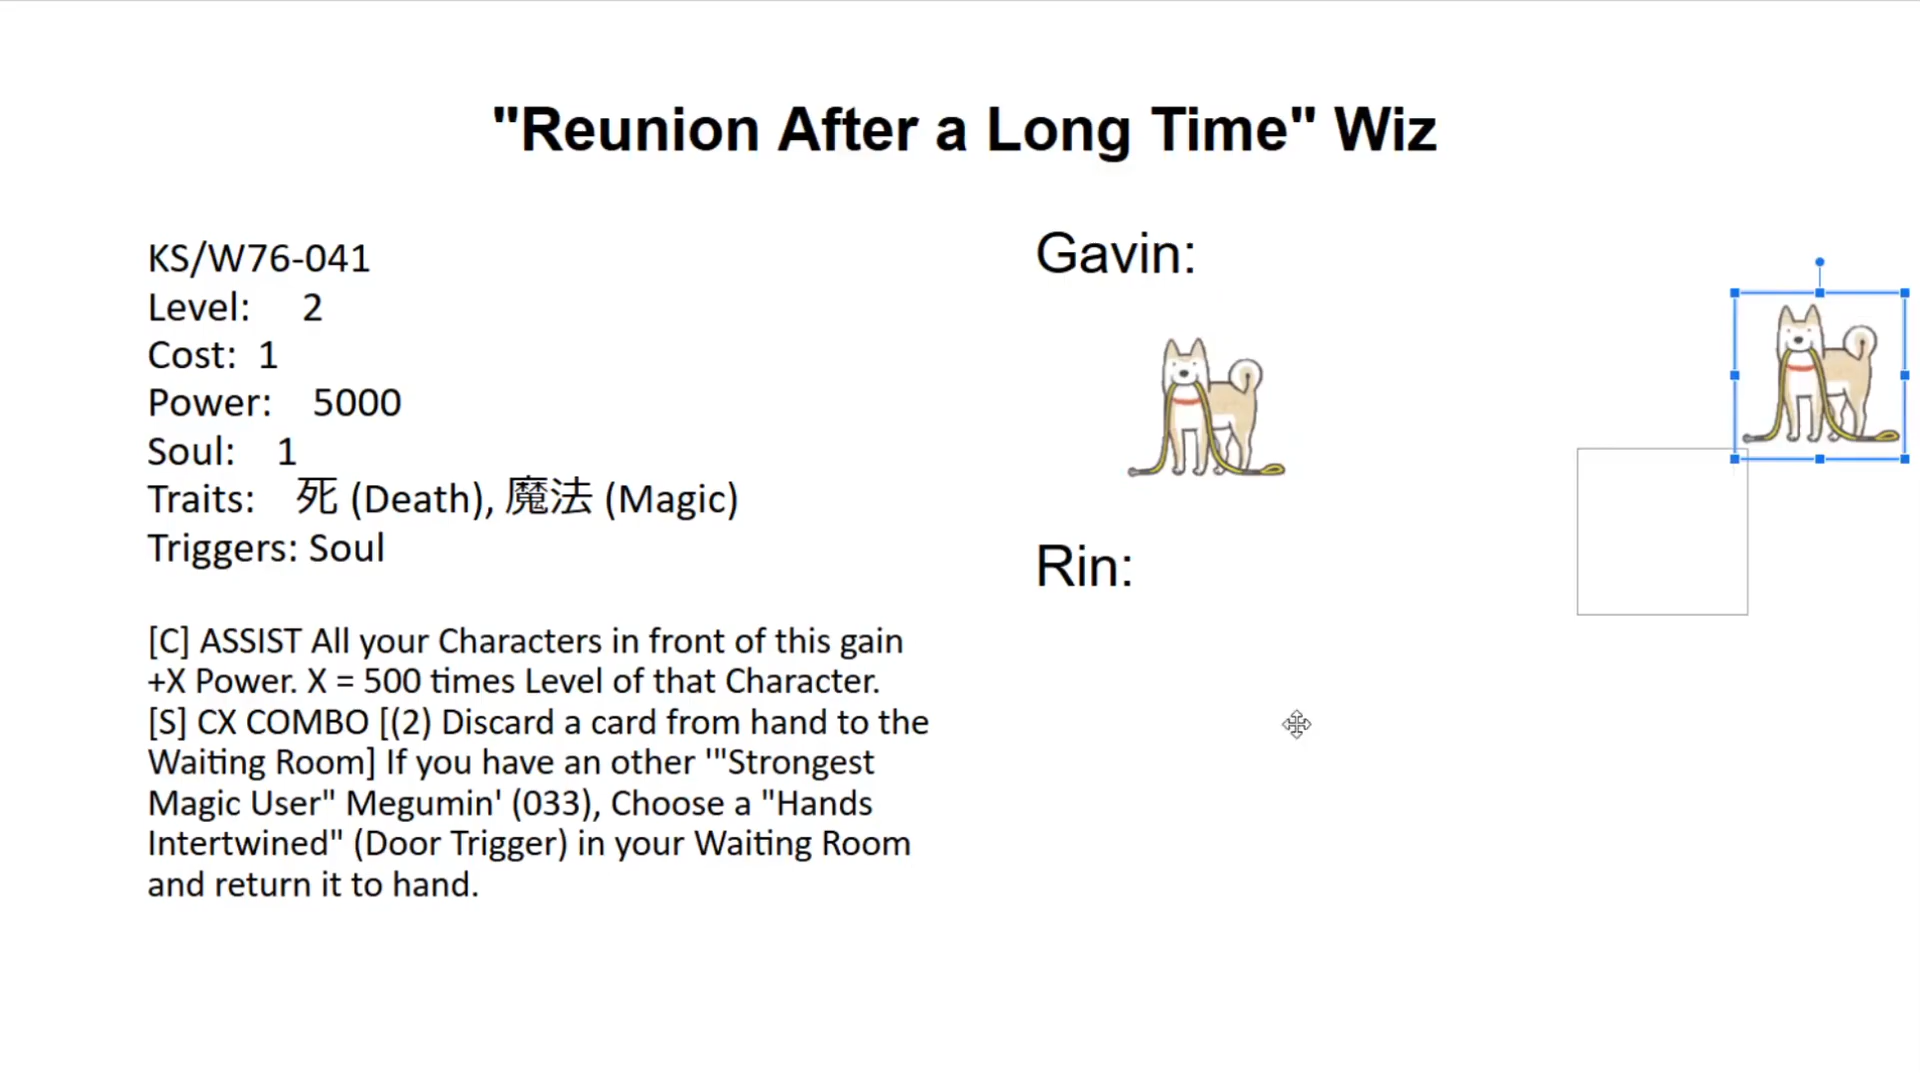 "Reunion After a Long Time" Wiz
KS/W76-041
Level: 2
Cost: 1
Power: 5000
Soul: 1
Traits: 死 (Death), 魔法 (Magic)
Triggers: Soul
[C] ASSIST All your Characters in front of this gain
+X Power. X = 500 times Level of that Character.
[S] CX COMBO [(2) Discard a card from hand to the
Waiting Room] If you have an other '"Strongest
Magic User" Megumin' (033), Choose a "Hands
Intertwined" (Door Trigger) in your Waiting Room
and return it to hand.
Gavin:
Rin: